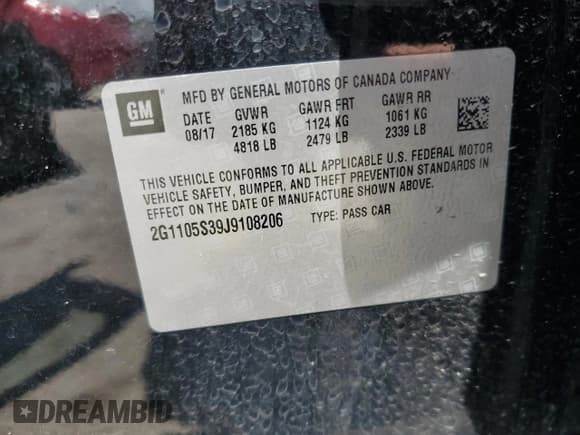 GM
MFD BY GENERAL MOTORS OF CANADA COMPANY
DATE GVWR GAWR FRT GAWR RR
08/17 2185 KG 1124 KG 1061 KG
4818 LB 2479 LB 2339 LB
THIS VEHICLE CONFORMS TO ALL APPLICABLE U.S. FEDERAL MOTOR
VEHICLE SAFETY, BUMPER, AND THEFT PREVENTION STANDARDS IN
EFFECT ON THE DATE OF MANUFACTURE SHOWN ABOVE.
2G1105S39J9108206 TYPE: PASS CAR
DREAMBID